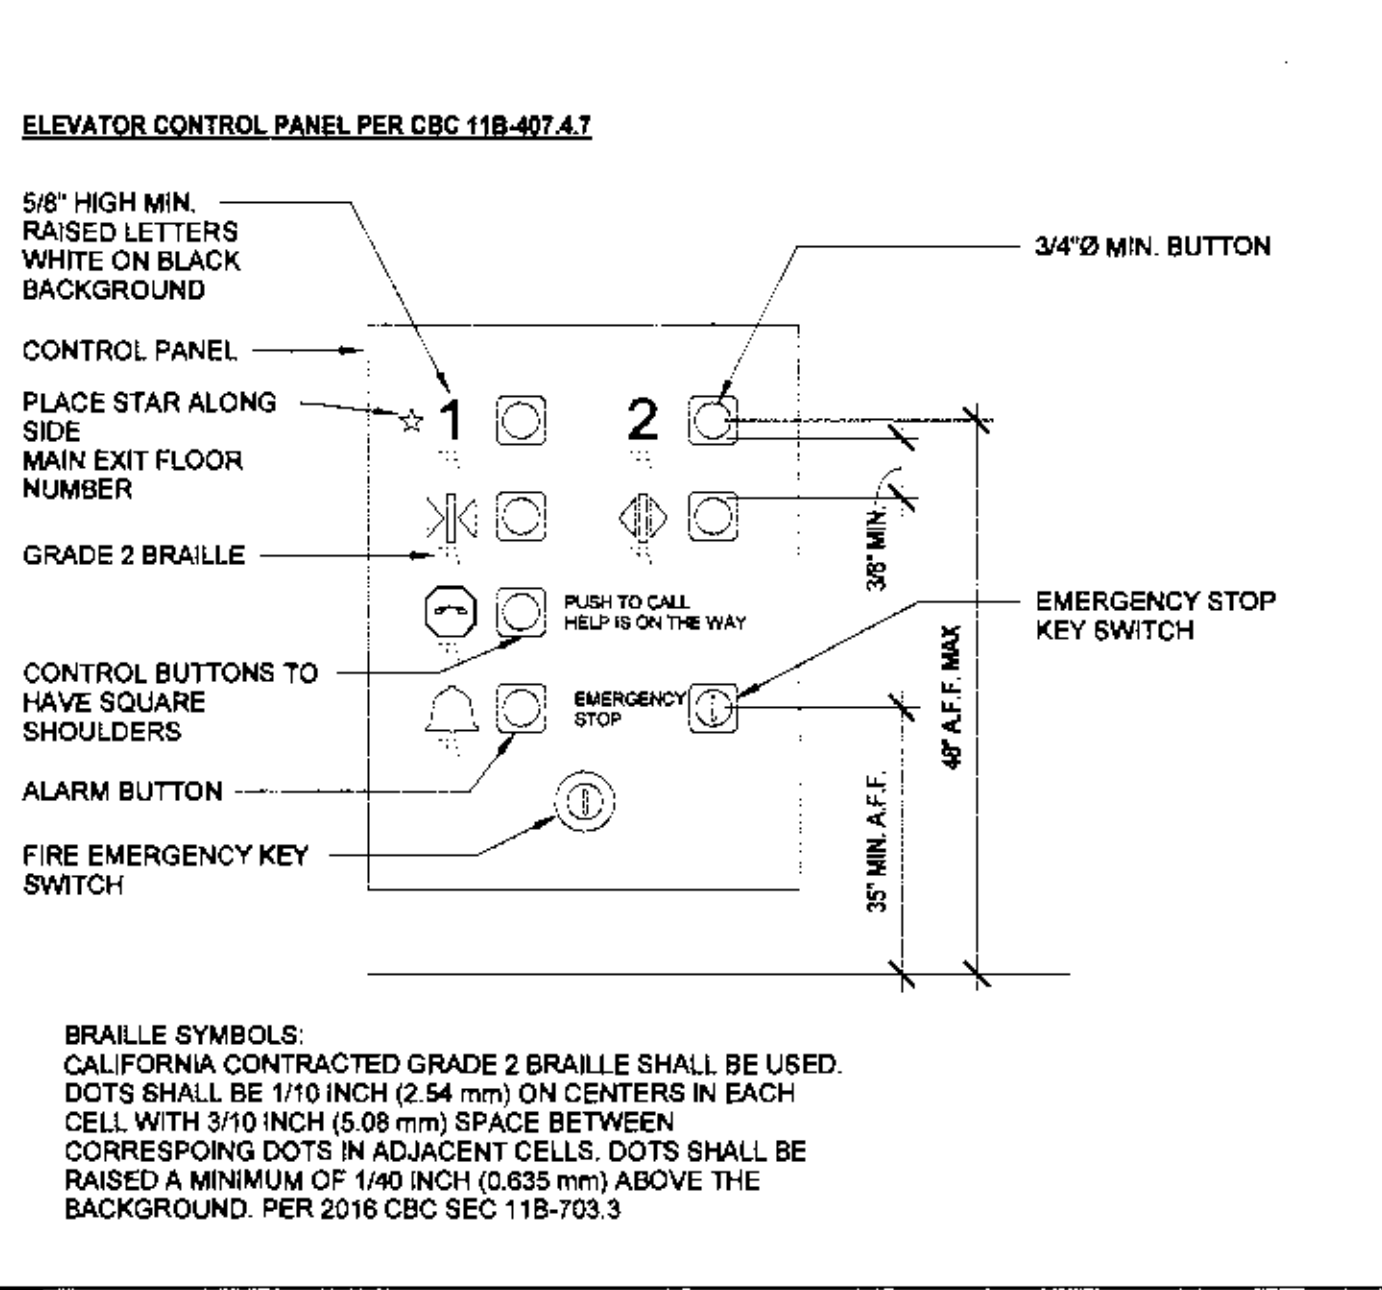 ELEVATOR CONTROL PANEL PER CBC 11B-407.4.7
5/8" HIGH MIN.
RAISED LETTERS
WHITE ON BLACK
BACKGROUND
3/4"Ø MIN. BUTTON
CONTROL PANEL
PLACE STAR ALONG
SIDE
MAIN EXIT FLOOR
NUMBER
1
2
GRADE 2 BRAILLE
3/8" MIN.
PUSH TO CALL
HELP IS ON THE WAY
EMERGENCY STOP
KEY SWITCH
CONTROL BUTTONS TO
HAVE SQUARE
SHOULDERS
EMERGENCY
STOP
48" A.F.F. MAX
ALARM BUTTON
35" MIN. A.F.F.
FIRE EMERGENCY KEY
SWITCH
BRAILLE SYMBOLS:
CALIFORNIA CONTRACTED GRADE 2 BRAILLE SHALL BE USED.
DOTS SHALL BE 1/10 INCH (2.54 mm) ON CENTERS IN EACH
CELL WITH 3/10 INCH (5.08 mm) SPACE BETWEEN
CORRESPOING DOTS IN ADJACENT CELLS. DOTS SHALL BE
RAISED A MINIMUM OF 1/40 INCH (0.635 mm) ABOVE THE
BACKGROUND. PER 2016 CBC SEC 11B-703.3